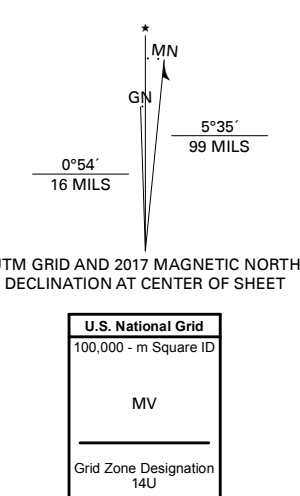 ★
MN
GN
5°35´
99 MILS
0°54´
16 MILS
UTM GRID AND 2017 MAGNETIC NORTH
DECLINATION AT CENTER OF SHEET
U.S. National Grid
100,000 - m Square ID
MV
Grid Zone Designation
14U